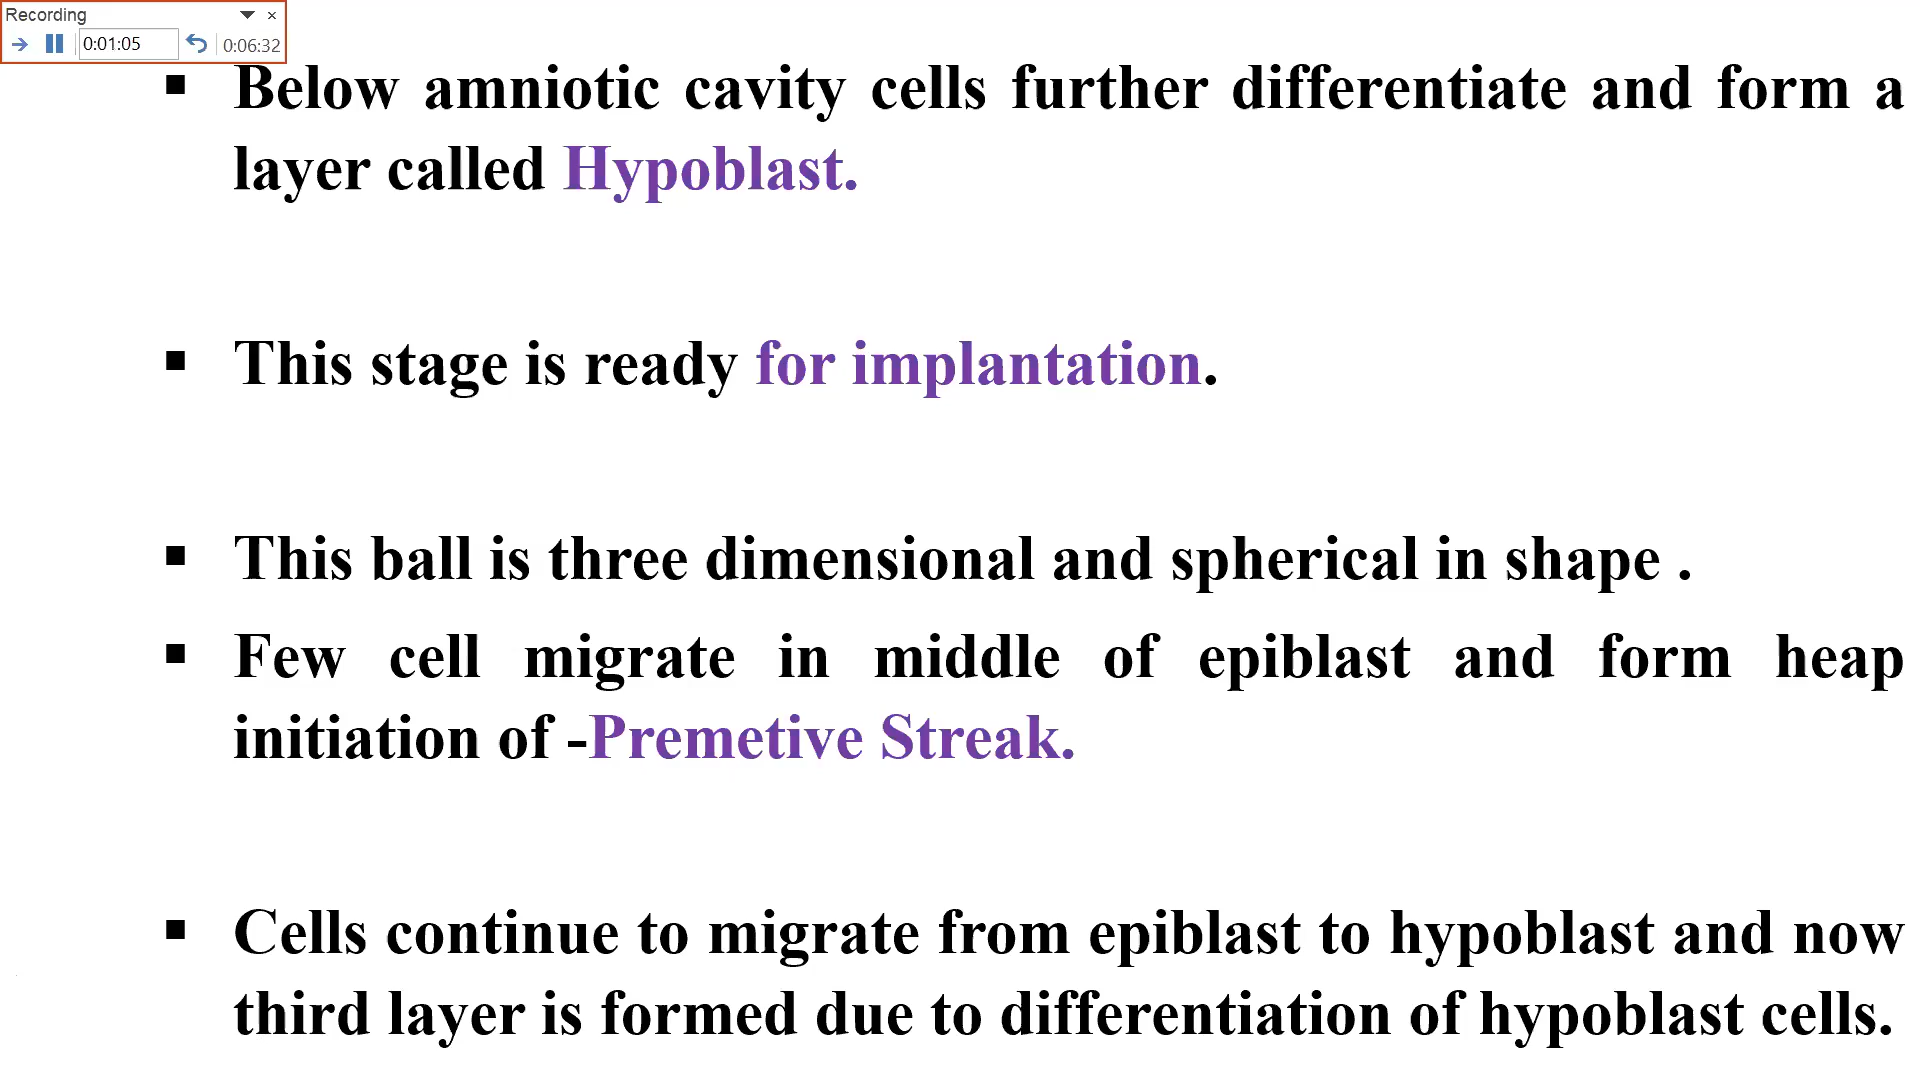 Recording
0:01:05 0:06:32
Below amniotic cavity cells further differentiate and form a
layer called Hypoblast.
This stage is ready for implantation.
This ball is three dimensional and spherical in shape .
Few cell migrate in middle of epiblast and form heap
initiation of -Premetive Streak.
Cells continue to migrate from epiblast to hypoblast and now
third layer is formed due to differentiation of hypoblast cells.